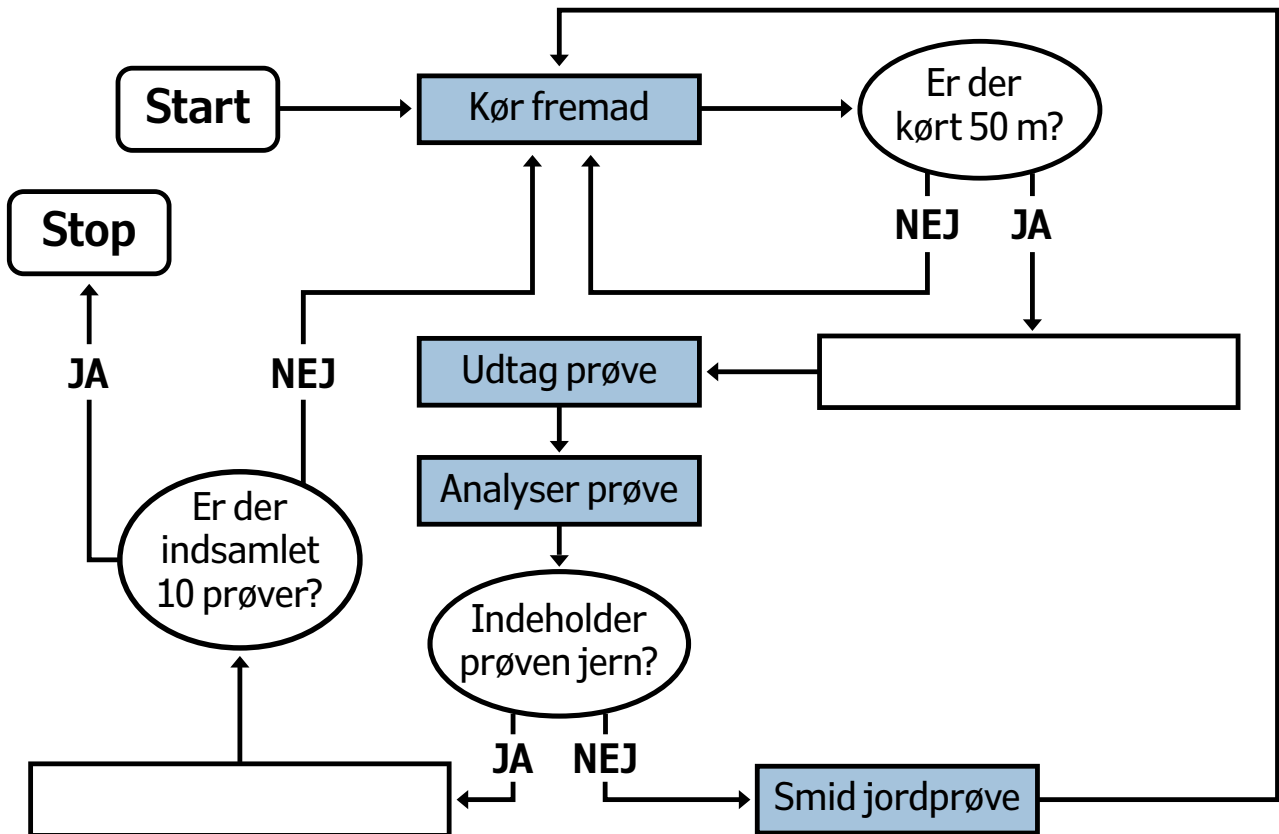 Start
Kør fremad
Er der
kørt 50 m?
NEJ
JA
Stop
JA
NEJ
Udtag prøve
Analyser prøve
Er der
indsamlet
10 prøver?
Indeholder
prøven jern?
JA
NEJ
Smid jordprøve